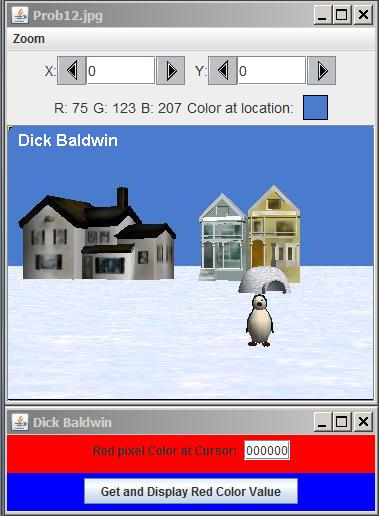 Prob12.jpg
Zoom
X: 0 Y: 0
R: 75 G: 123 B: 207 Color at location:
Dick Baldwin
Dick Baldwin
Red pixel Color at Cursor: 000000
Get and Display Red Color Value